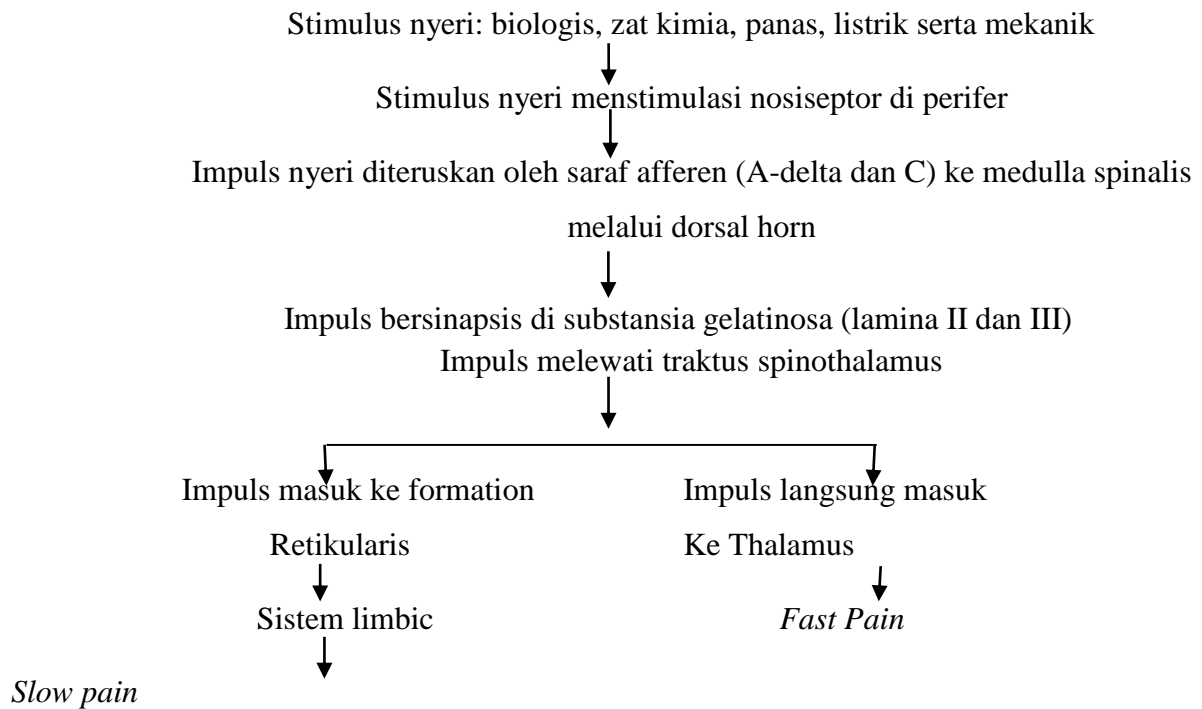 Stimulus nyeri: biologis, zat kimia, panas, listrik serta mekanik
Stimulus nyeri menstimulasi nosiseptor di perifer
Impuls nyeri diteruskan oleh saraf afferen (A-delta dan C) ke medulla spinalis
melalui dorsal horn
Impuls bersinapsis di substansia gelatinosa (lamina II dan III)
Impuls melewati traktus spinothalamus
Impuls masuk ke formation
Retikularis
Impuls langsung masuk
Ke Thalamus
Sistem limbic
Fast Pain
Slow pain